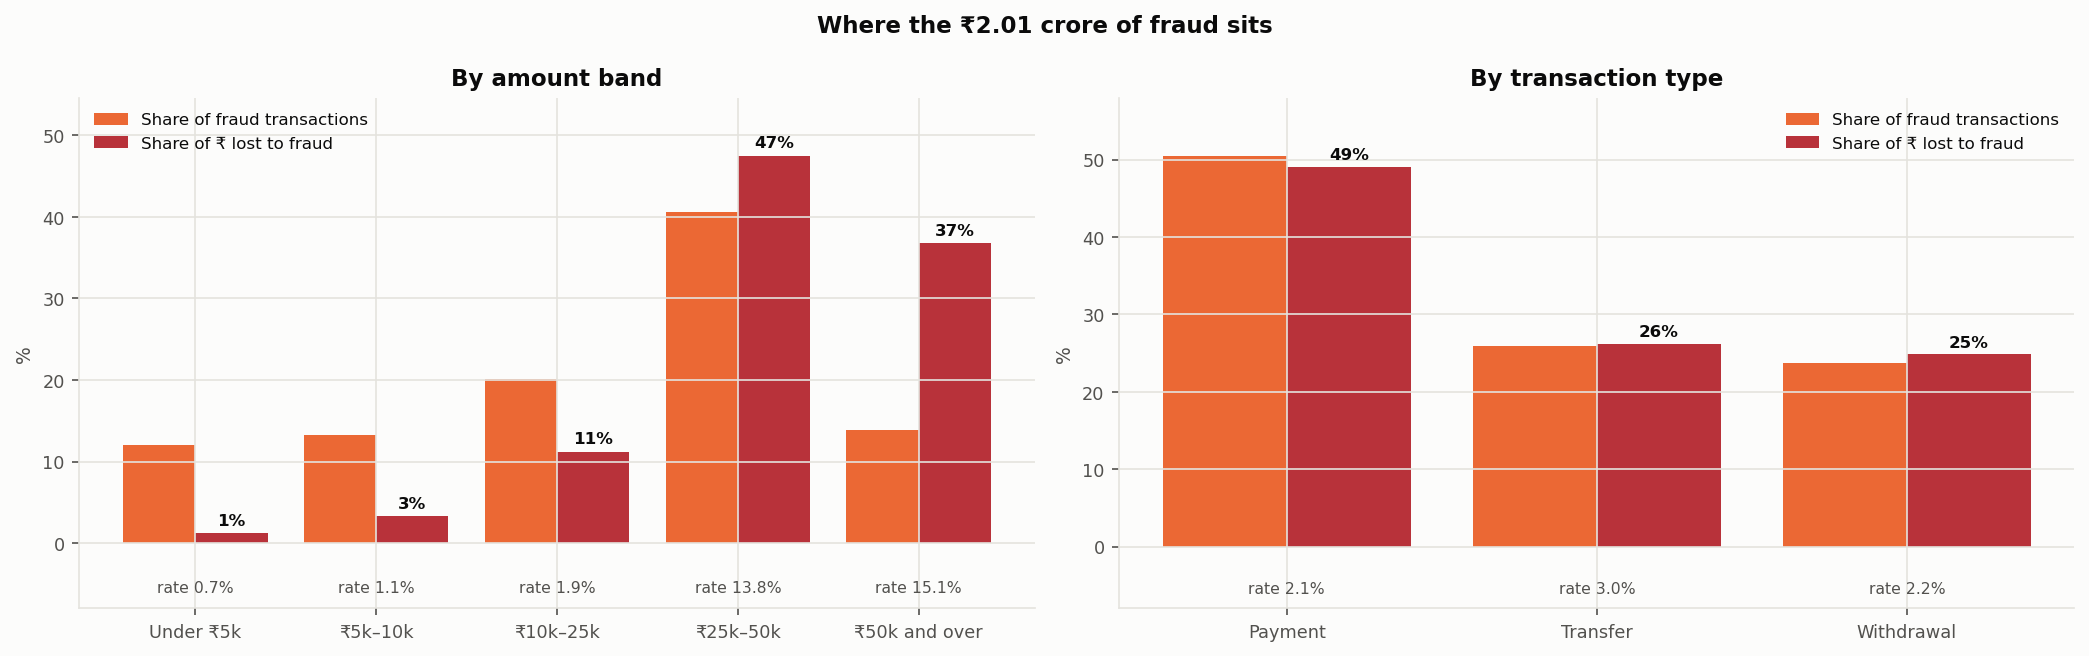 Where the ₹2.01 crore of fraud sits
By amount band
Share of fraud transactions
Share of ₹ lost to fraud
%
50
40
30
20
10
0
1%
3%
11%
47%
37%
rate 0.7%
rate 1.1%
rate 1.9%
rate 13.8%
rate 15.1%
Under ₹5k
₹5k–10k
₹10k–25k
₹25k–50k
₹50k and over
By transaction type
Share of fraud transactions
Share of ₹ lost to fraud
%
50
40
30
20
10
0
49%
26%
25%
rate 2.1%
rate 3.0%
rate 2.2%
Payment
Transfer
Withdrawal